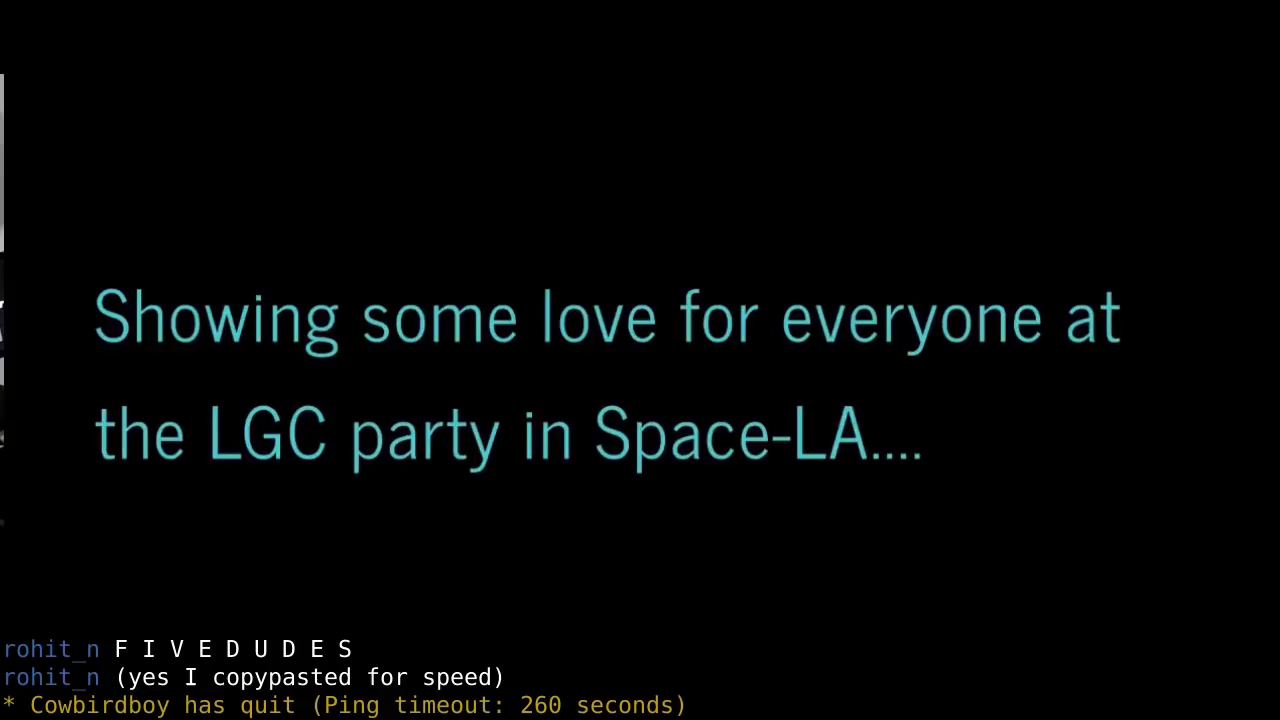 Showing some love for everyone at
the LGC party in Space-LA....
rohit_n F I V E D U D E S
rohit_n (yes I copypasted for speed)
* Cowbirdboy has quit (Ping timeout: 260 seconds)